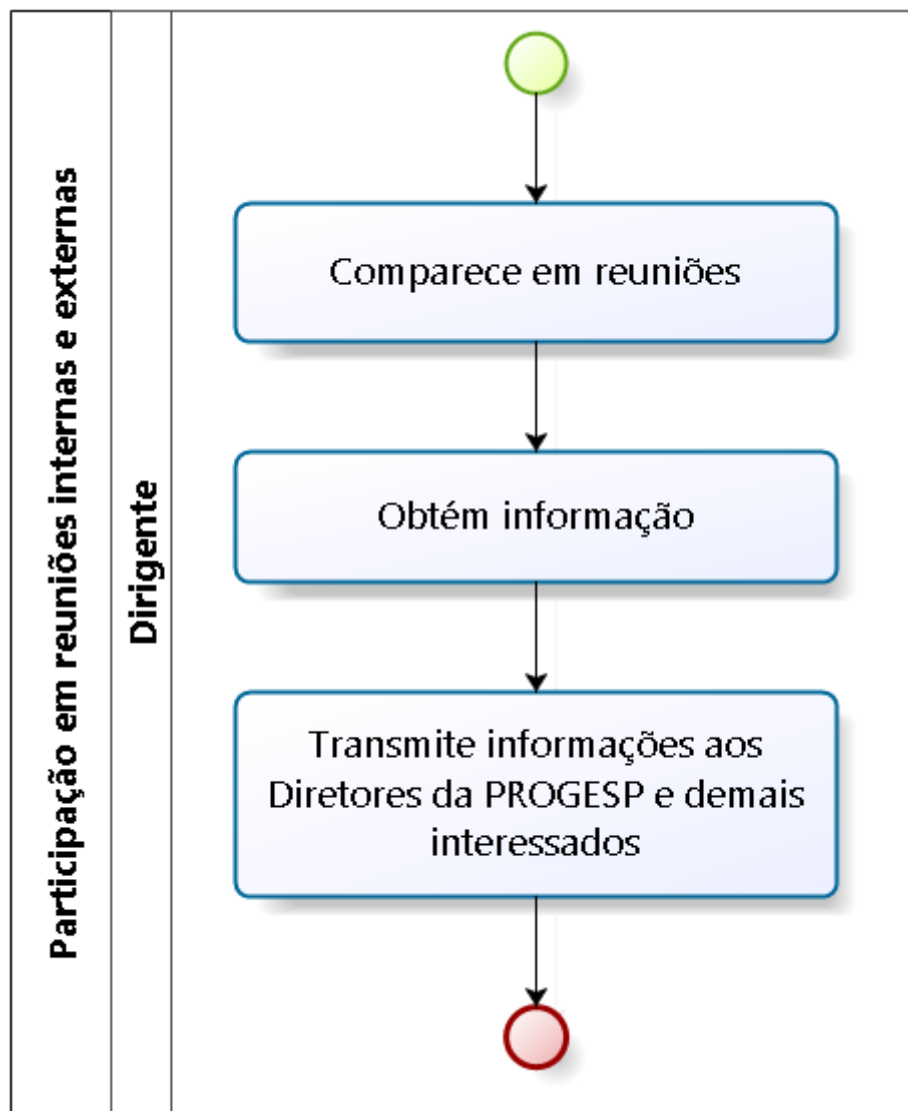 Participação em reuniões internas e externas
Dirigente
Comparece em reuniões
Obtém informação
Transmite informações aos
Diretores da PROGESP e demais
interessados